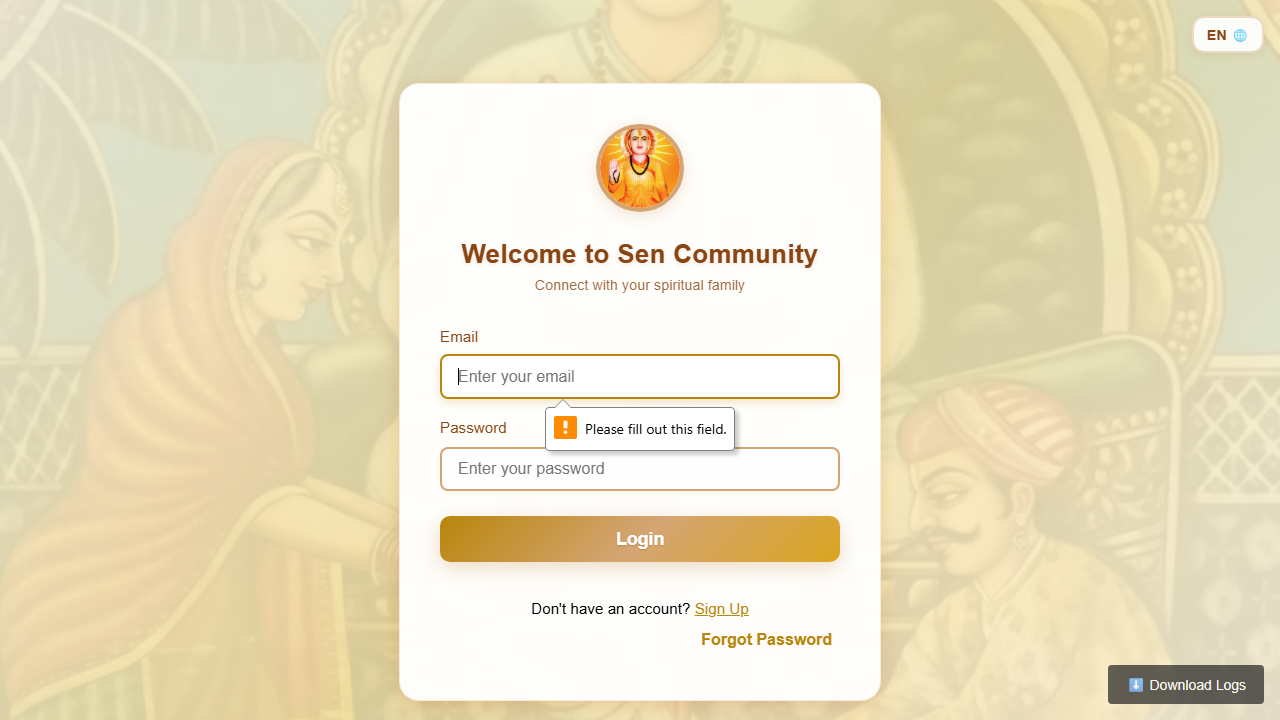 EN
Welcome to Sen Community
Connect with your spiritual family
Email
Enter your email
Please fill out this field.
Password
Enter your password
Login
Don't have an account? Sign Up
Forgot Password
Download Logs